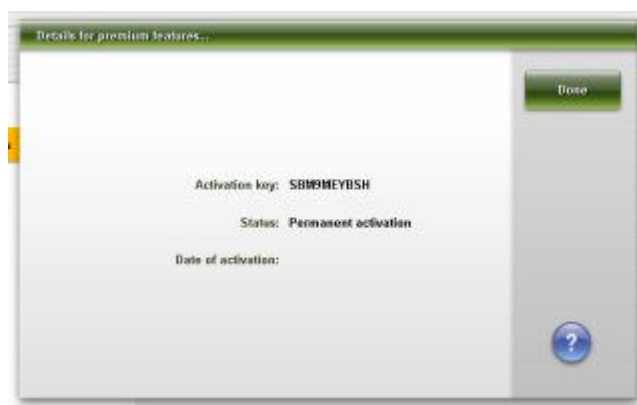 Details for premium features...
Done
Activation key: SBM9MEYBSH
Status: Permanent activation
Date of activation:
?